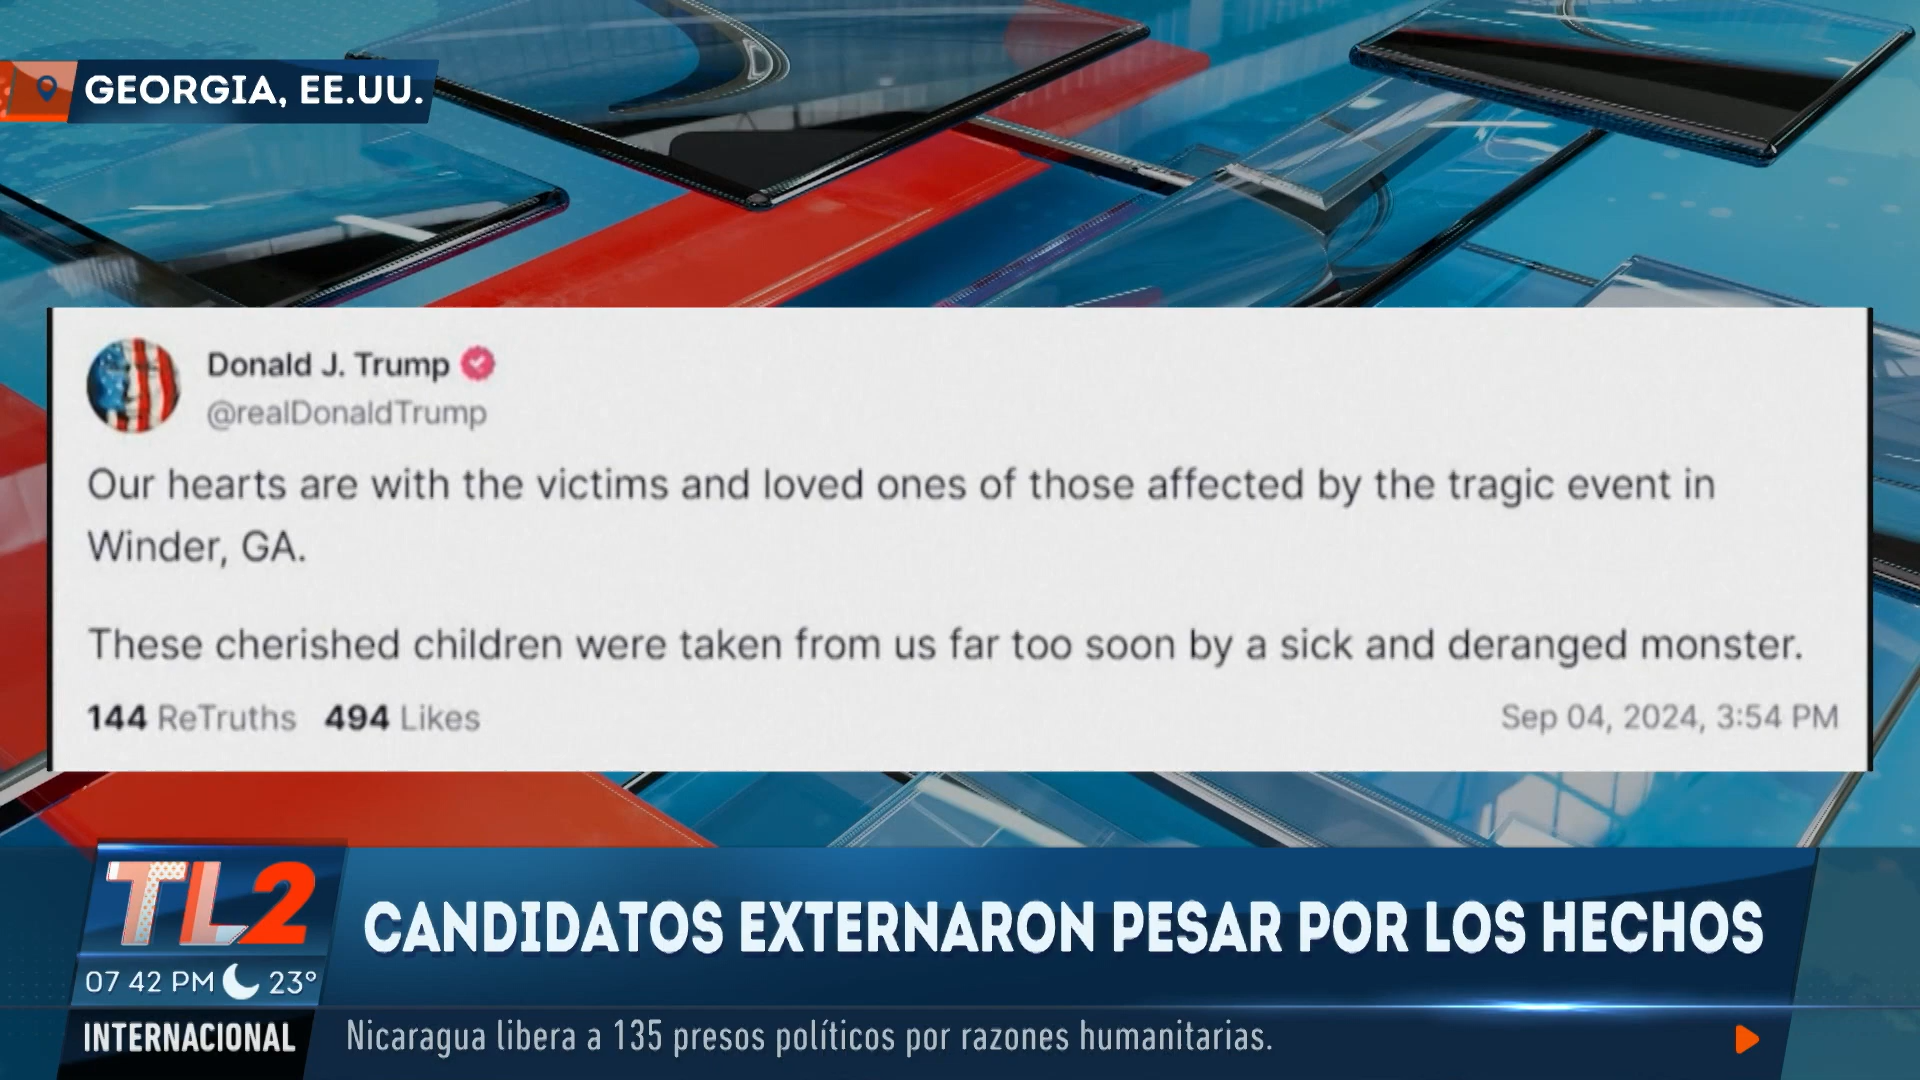 GEORGIA, EE.UU.
Donald J. Trump
@realDonaldTrump
Our hearts are with the victims and loved ones of those affected by the tragic event in
Winder, GA.
These cherished children were taken from us far too soon by a sick and deranged monster.
144 ReTruths 494 Likes
Sep 04, 2024, 3:54 PM
TL2
CANDIDATOS EXTERNARON PESAR POR LOS HECHOS
07 42 PM 23°
INTERNACIONAL
Nicaragua libera a 135 presos políticos por razones humanitarias.